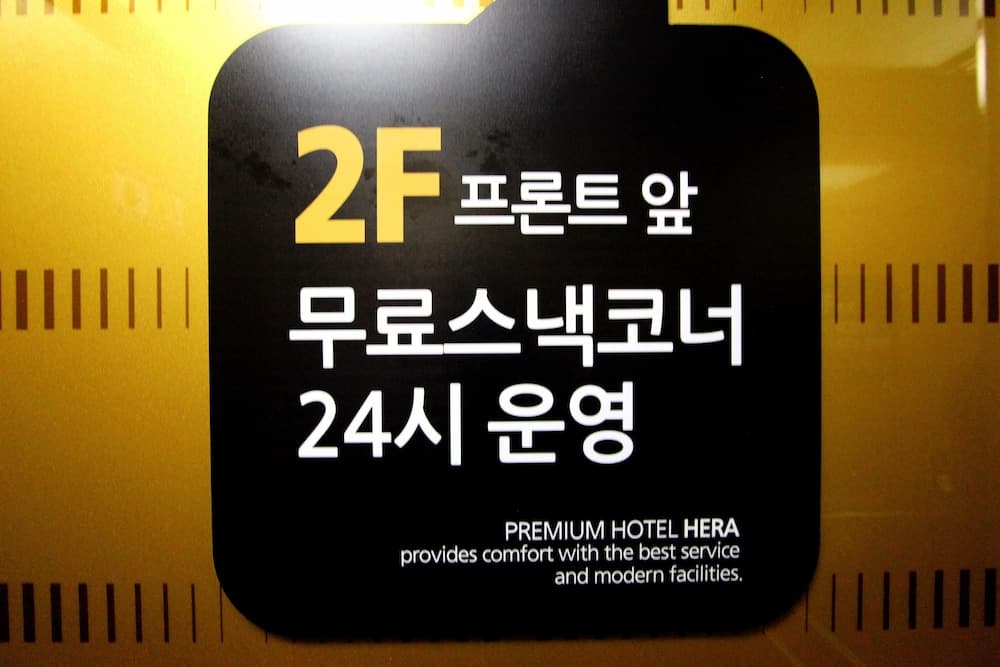 2F 프론트 앞
무료스낵코너
24시 운영
PREMIUM HOTEL HERA
provides comfort with the best service
and modern facilities.